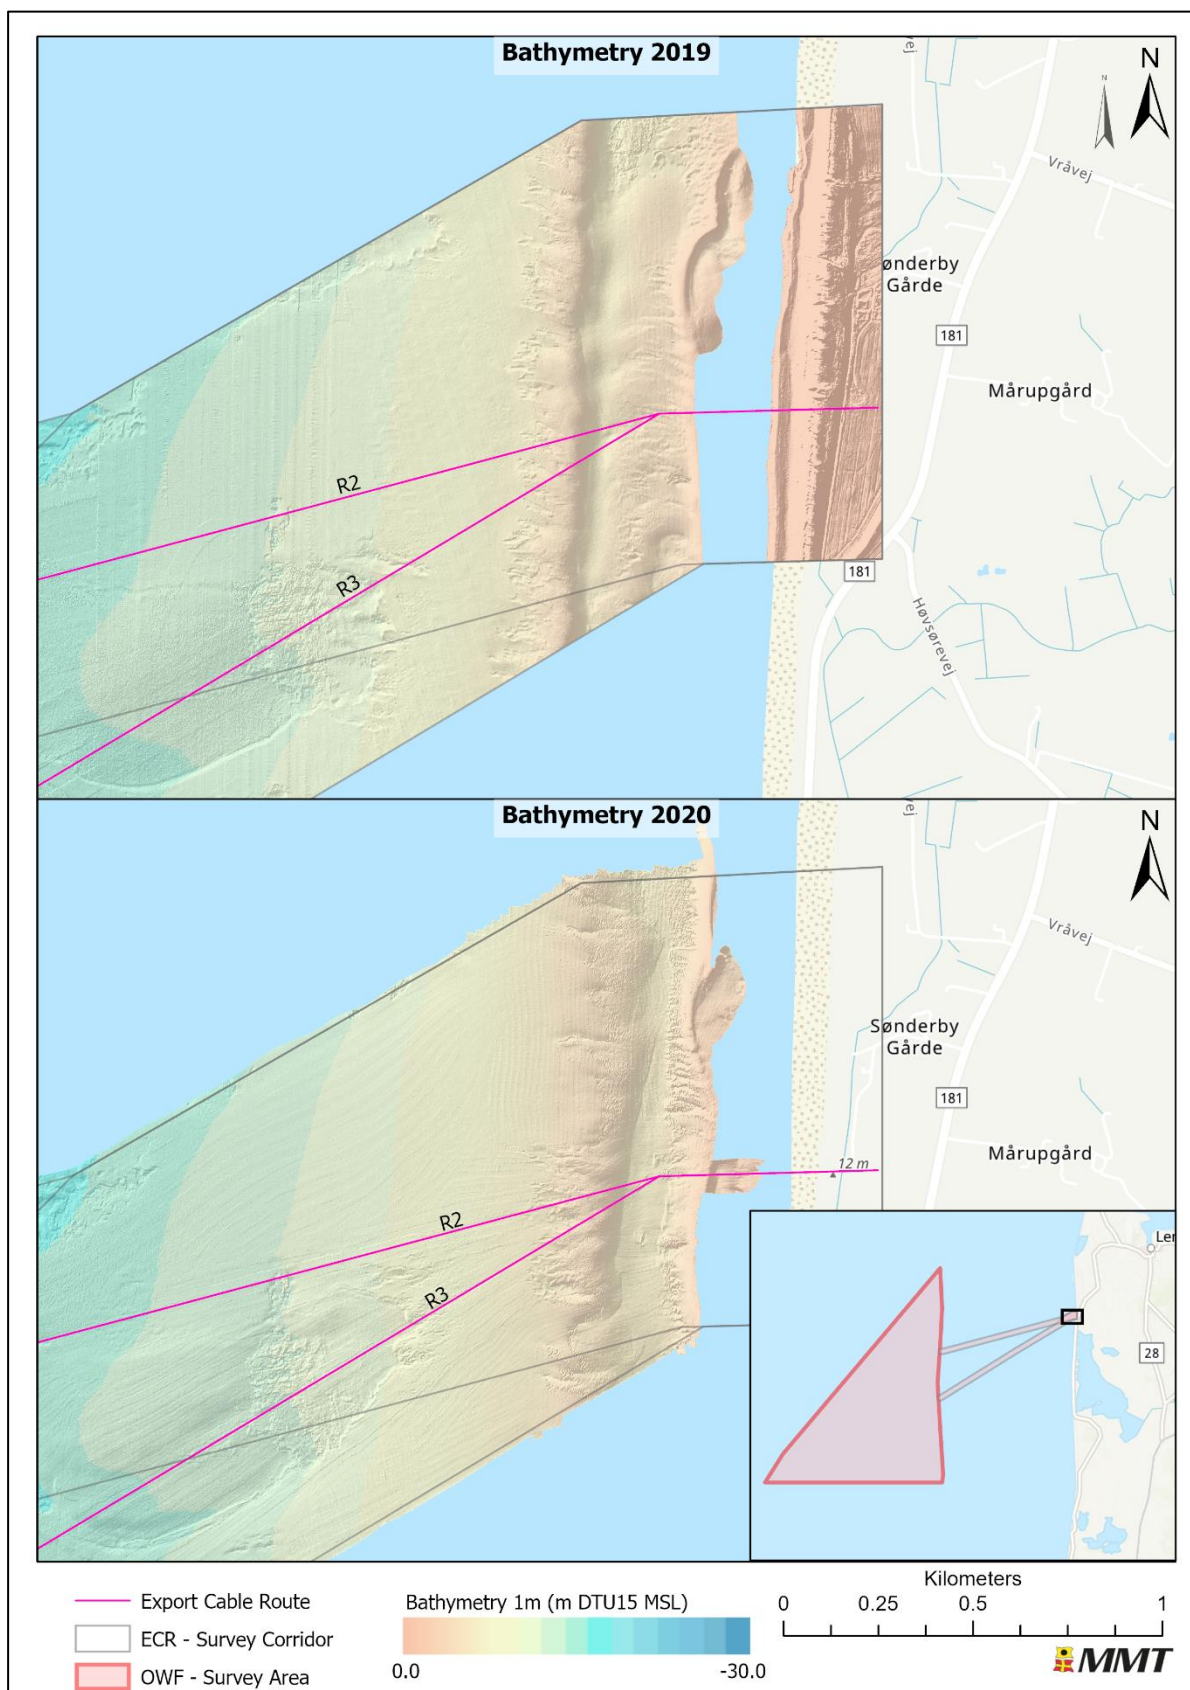 Bathymetry 2019
vej
N
N
Vråvej
ønderby
Gårde
181
Mårupgård
R2
R3
181
Høvsørevej
Bathymetry 2020
vej
N
Vråvej
Sønderby
Gårde
181
12 m
Mårupgård
R2
R3
Ler
28
Export Cable Route
ECR - Survey Corridor
OWF - Survey Area
Bathymetry 1m (m DTU15 MSL)
0.0 -30.0
Kilometers
0 0.25 0.5 1
MMT